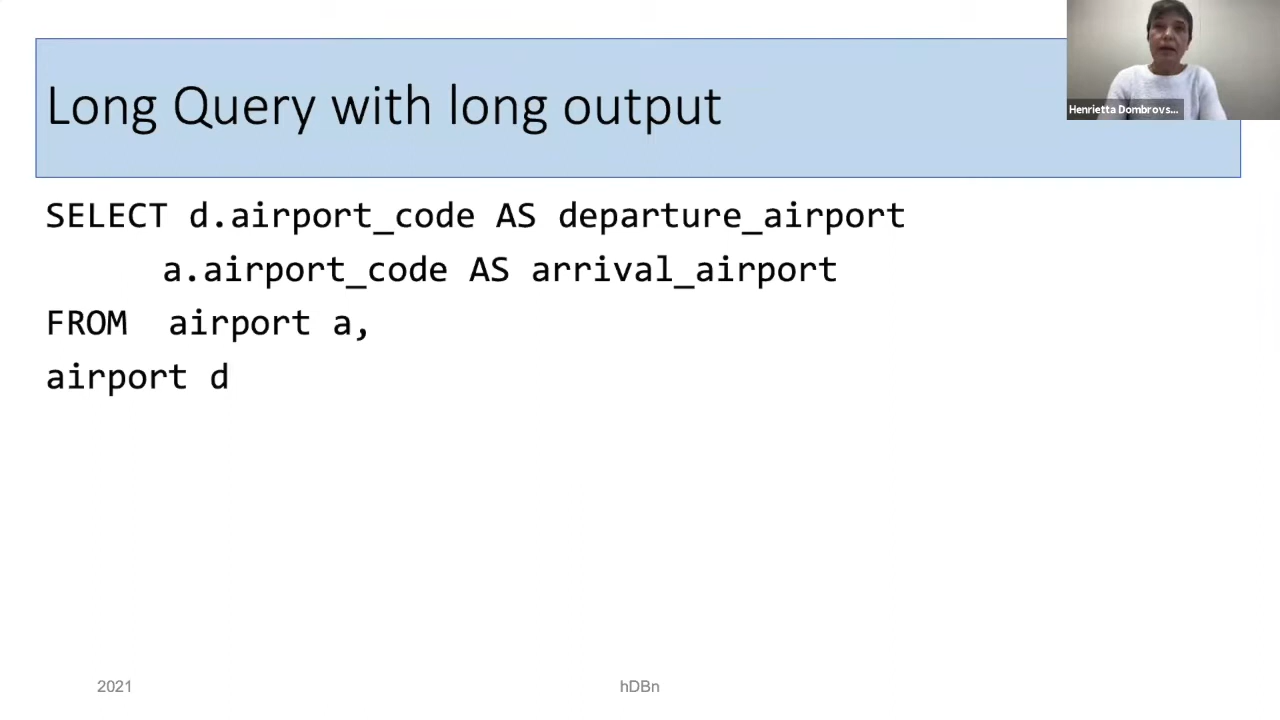 Long Query with long output
Henrietta Dombrovs...
SELECT d.airport_code AS departure_airport
a.airport_code AS arrival_airport
FROM airport a,
airport d
2021
hDBn